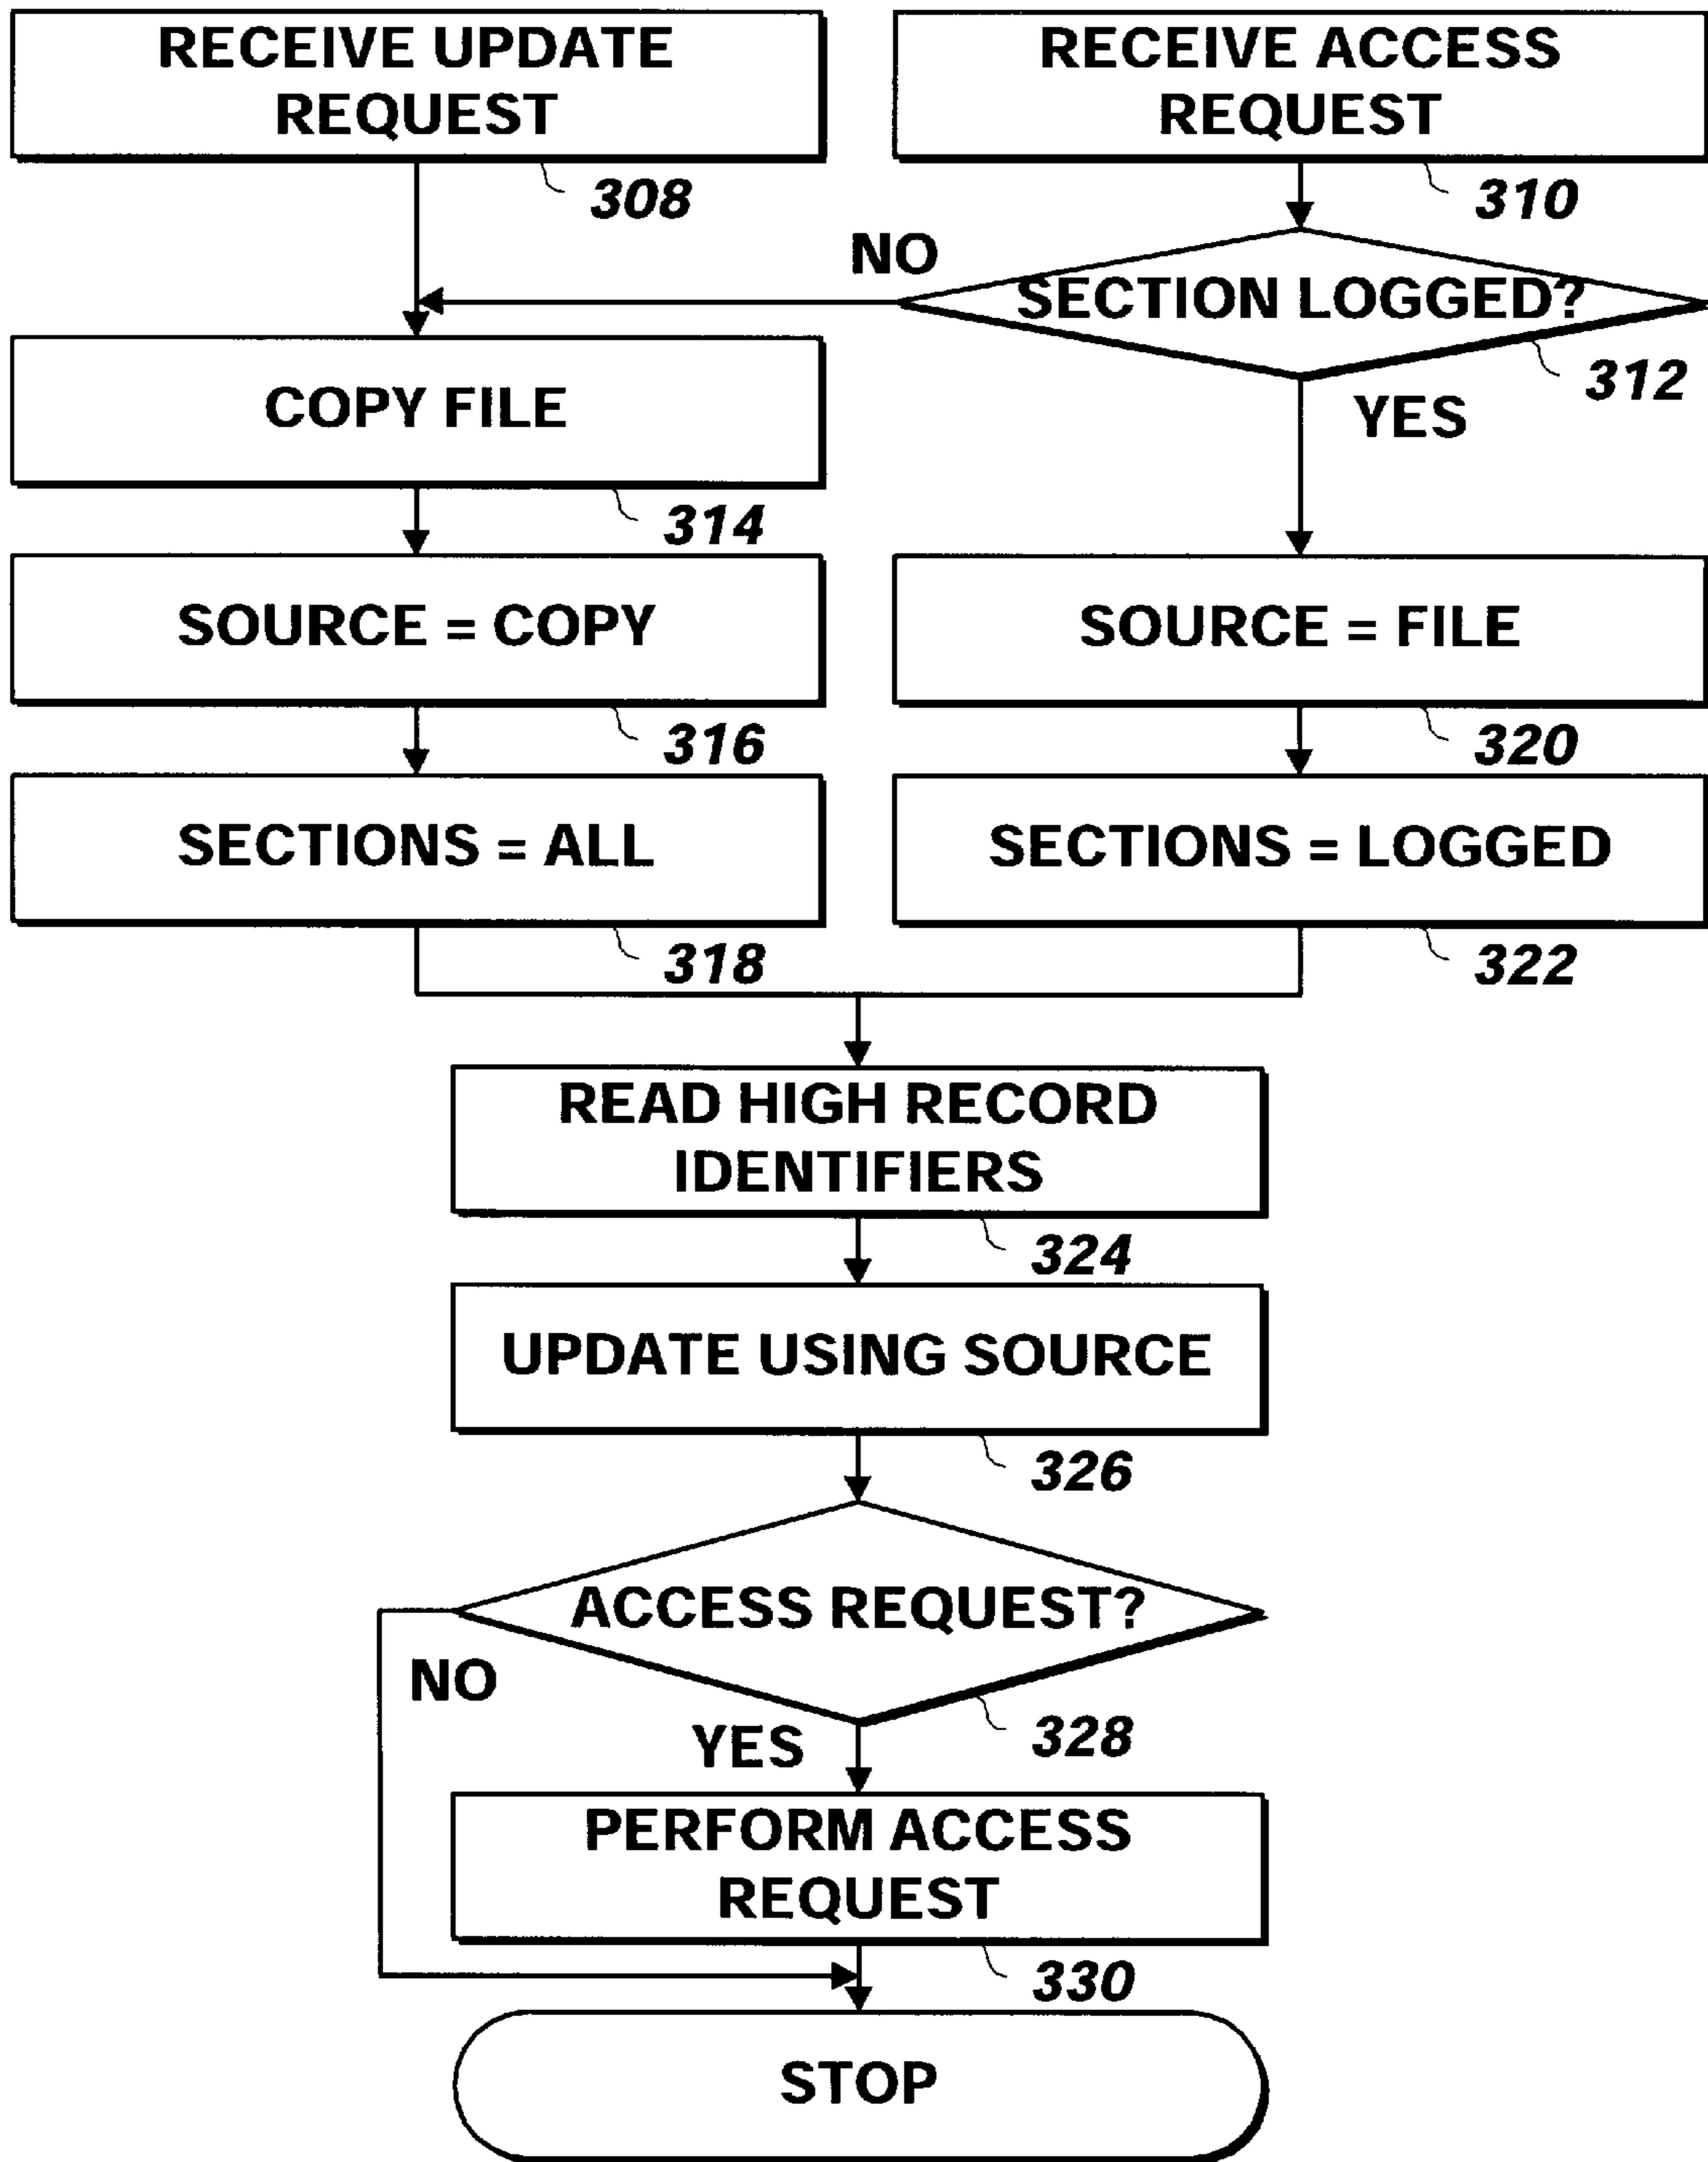 RECEIVE UPDATE
REQUEST
308
RECEIVE ACCESS
REQUEST
310
NO
SECTION LOGGED?
312
YES
COPY FILE
314
SOURCE = COPY
316
SOURCE = FILE
320
SECTIONS = ALL
318
SECTIONS = LOGGED
322
READ HIGH RECORD
IDENTIFIERS
324
UPDATE USING SOURCE
326
ACCESS REQUEST?
NO
328
YES
PERFORM ACCESS
REQUEST
330
STOP